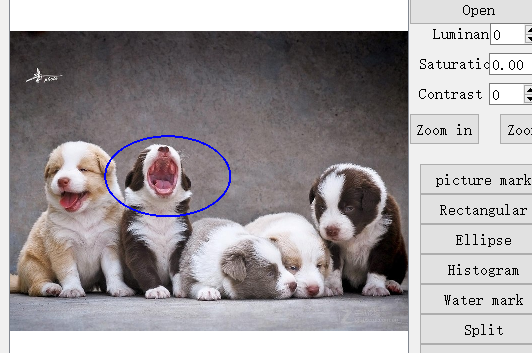 Open
Luminan 0
Saturatio 0.00
Contrast 0
Zoom in Zoo
picture mark
Rectangular
Ellipse
Histogram
Water mark
Split